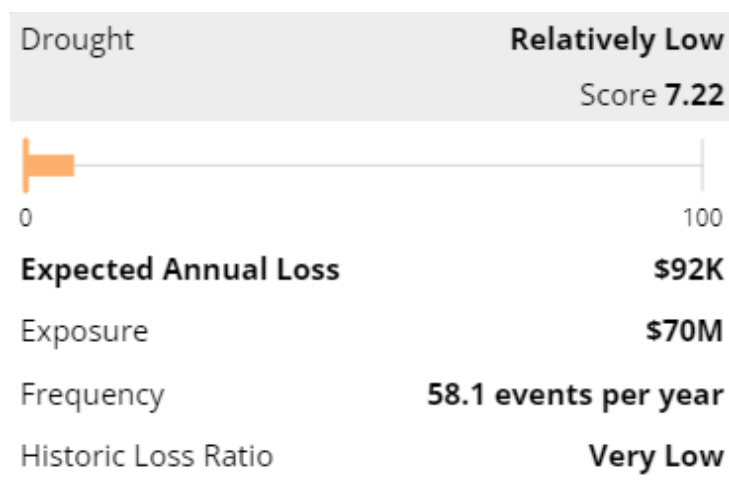 Drought Relatively Low
Score 7.22
0 100
Expected Annual Loss $92K
Exposure $70M
Frequency 58.1 events per year
Historic Loss Ratio Very Low